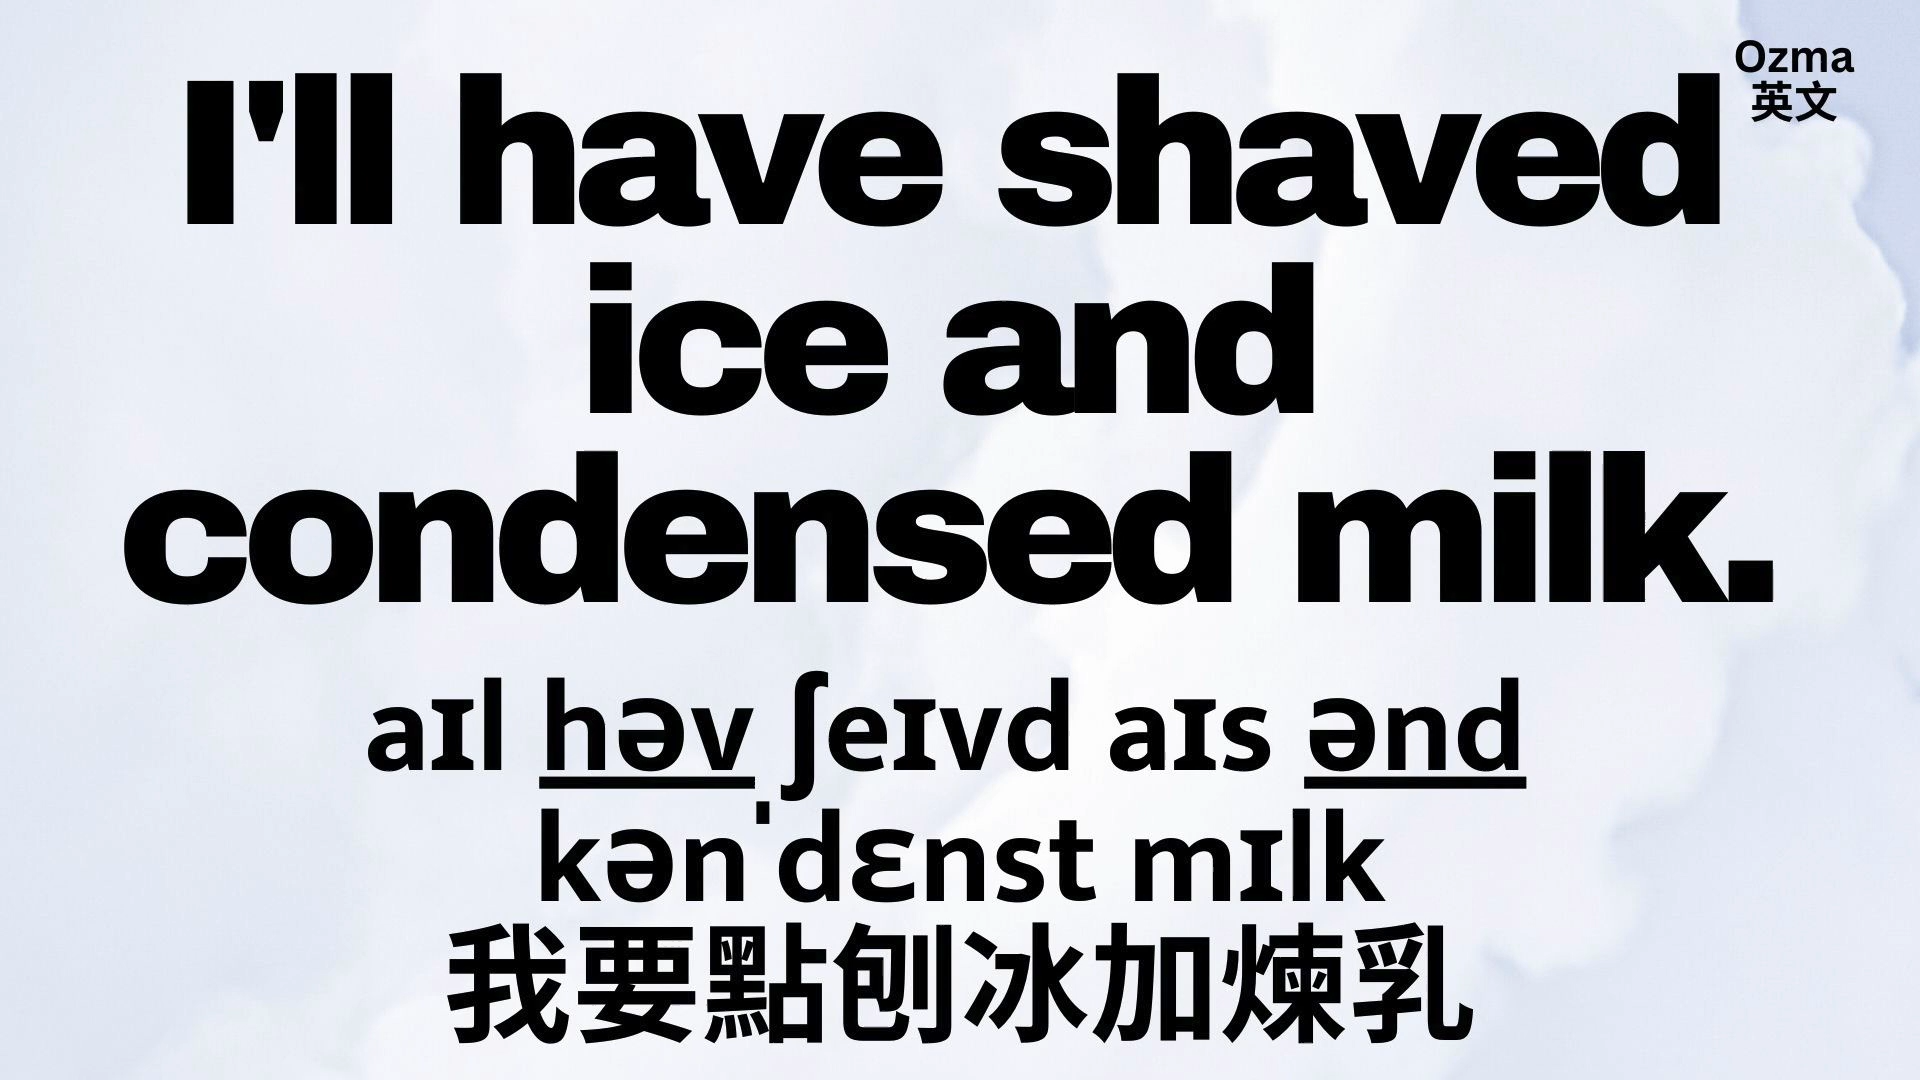 Ozma
英文
I'll have shaved
ice and
condensed milk.
aɪl həv ʃeɪvd aɪs ənd
kənˈdɛnst mɪlk
我要點刨冰加煉乳